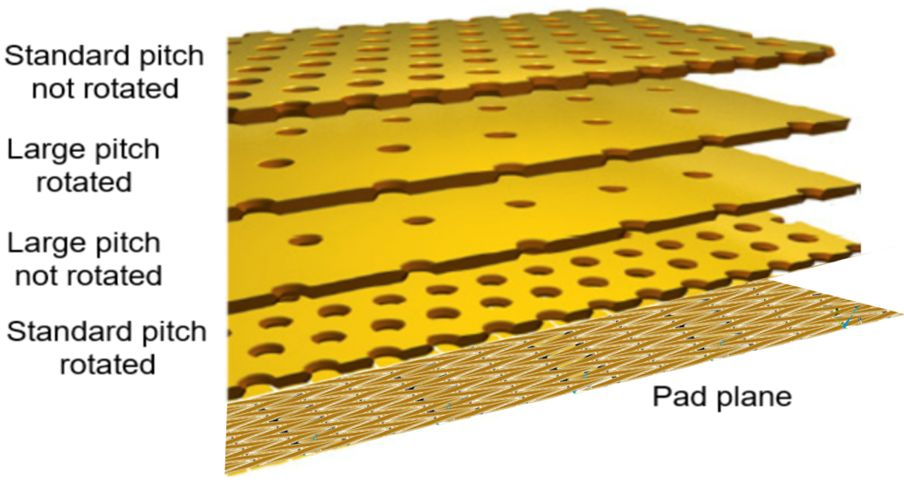 Standard pitch
not rotated
Large pitch
rotated
Large pitch
not rotated
Standard pitch
rotated
Pad plane